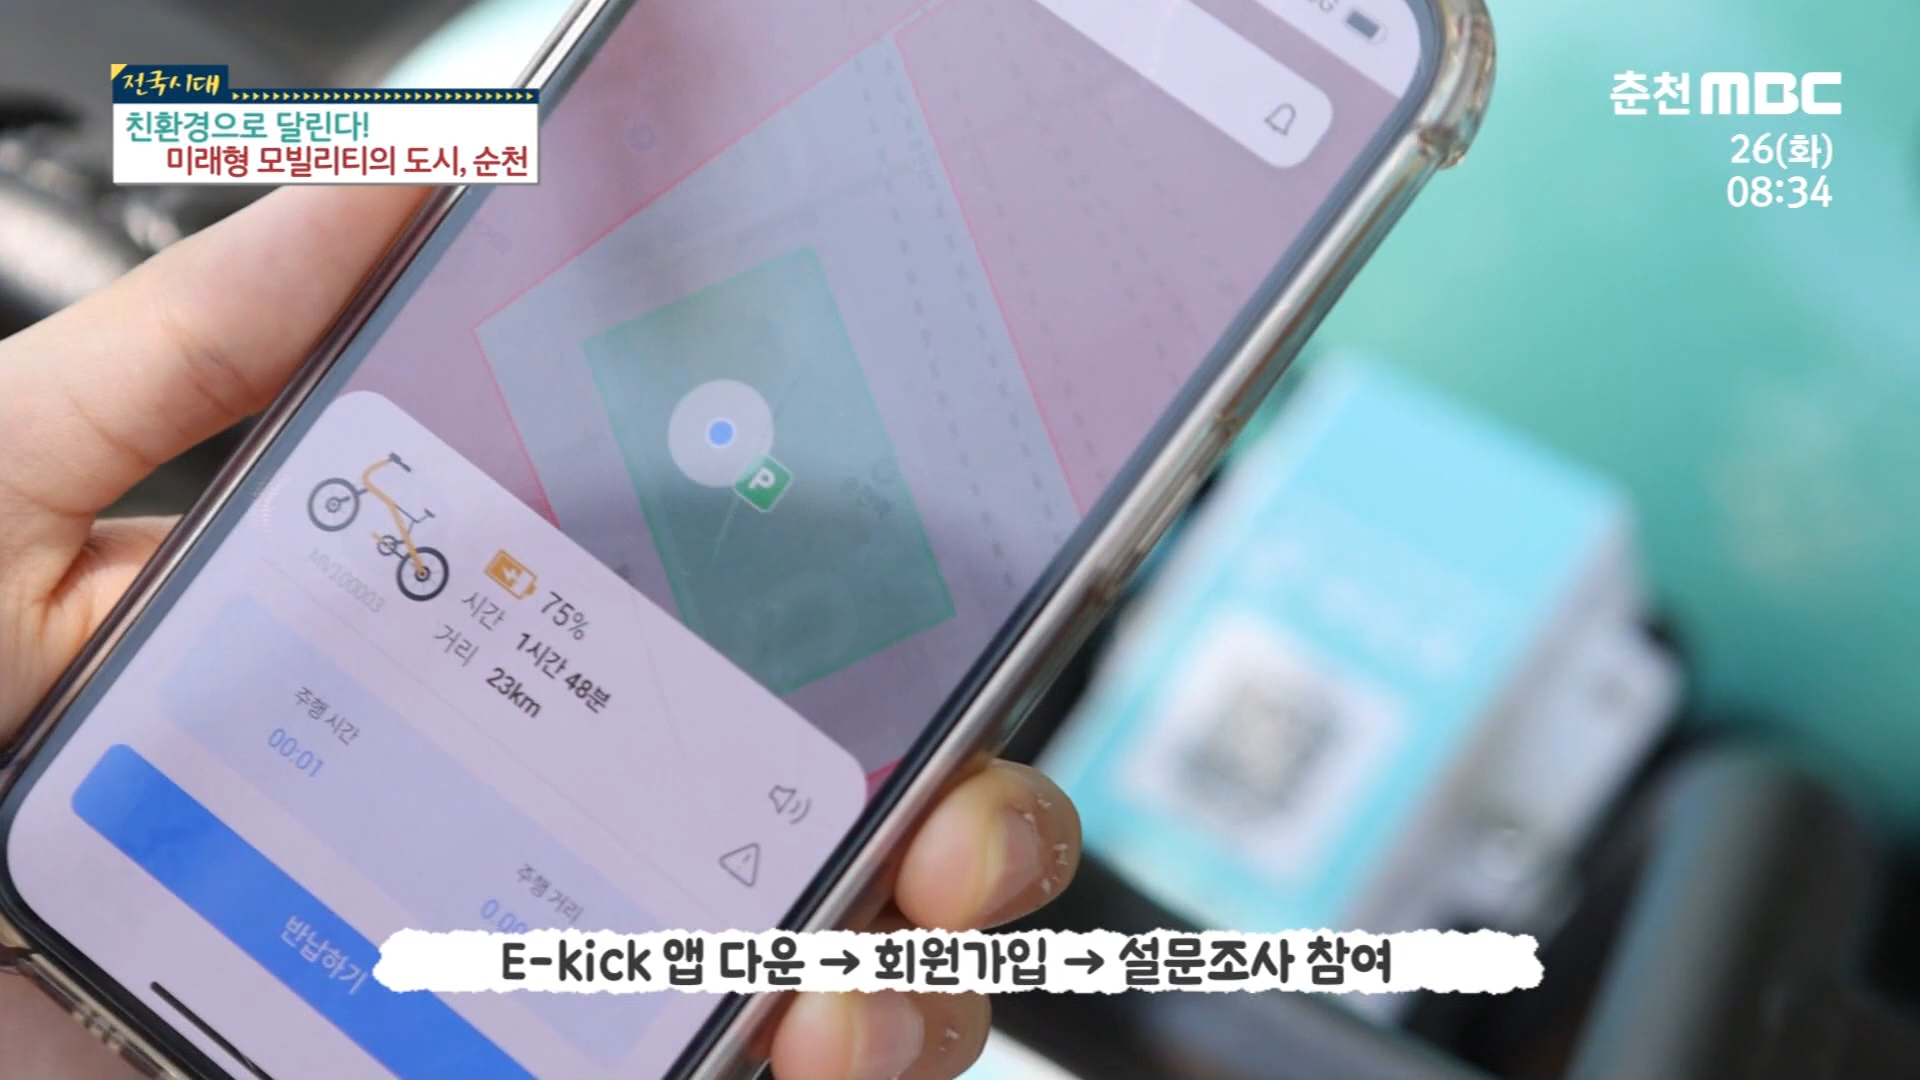 전국시대
친환경으로 달린다!
미래형 모빌리티의 도시, 순천
춘천MBC
26(화)
08:34
P
75%
시간 1시간 48분
거리 23km
주행 시간
00:01
주행 거리
반납하기
E-kick 앱 다운 → 회원가입 → 설문조사 참여